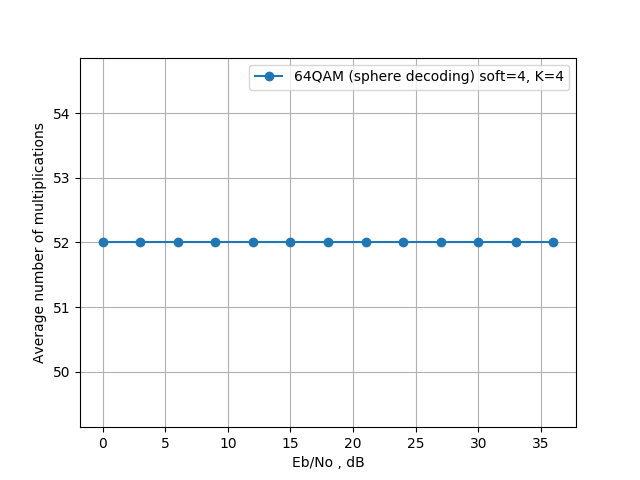 64QAM (sphere decoding) soft=4, K=4
54
53
52
51
50
Average number of multiplications
0 5 10 15 20 25 30 35
Eb/No , dB